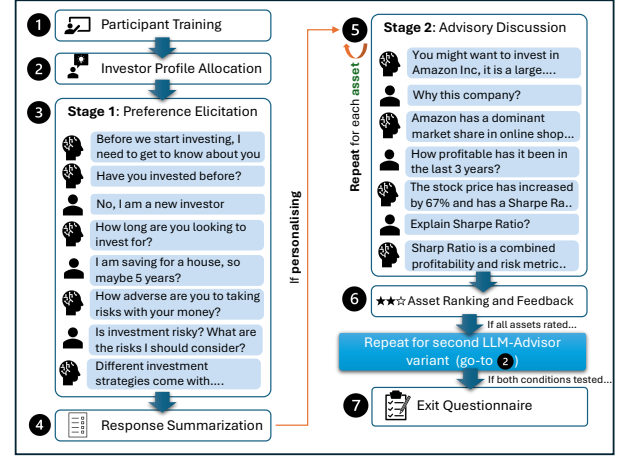 1 Participant Training
2 Investor Profile Allocation
3 Stage 1: Preference Elicitation
Before we start investing, I
need to get to know about you
Have you invested before?
No, I am a new investor
How long are you looking to
invest for?
I am saving for a house, so
maybe 5 years?
How adverse are you to taking
risks with your money?
Is investment risky? What are
the risks I should consider?
Different investment
strategies come with....
4 Response Summarization
If personalising
5 Stage 2: Advisory Discussion
Repeat for each asset
You might want to invest in
Amazon Inc, it is a large....
Why this company?
Amazon has a dominant
market share in online shop...
How profitable has it been in
the last 3 years?
The stock price has increased
by 67% and has a Sharpe Ra..
Explain Sharpe Ratio?
Sharp Ratio is a combined
profitability and risk metric..
6 ★★☆ Asset Ranking and Feedback
If all assets rated...
Repeat for second LLM-Advisor
variant (go-to 2)
If both conditions tested...
7 Exit Questionnaire